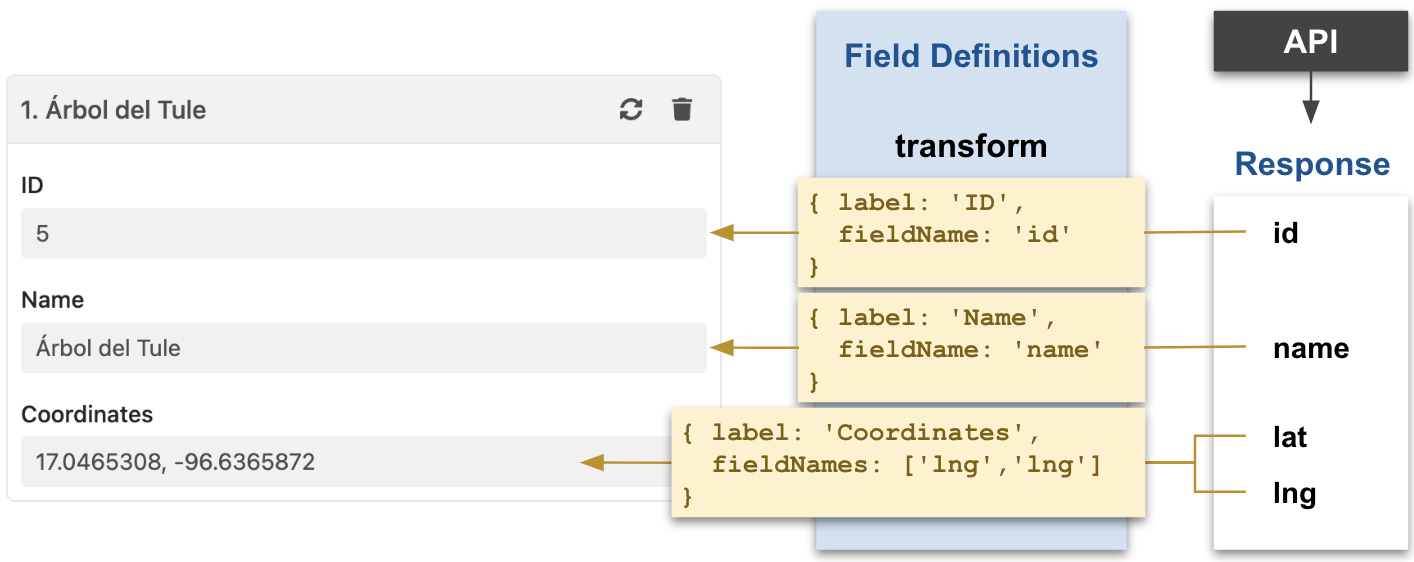 1. Árbol del Tule
ID
5
Name
Árbol del Tule
Coordinates
17.0465308, -96.6365872
Field Definitions
transform
{ label: 'ID',
fieldName: 'id'
}
{ label: 'Name',
fieldName: 'name'
}
{ label: 'Coordinates',
fieldNames: ['lng','lng']
}
API
Response
id
name
lat
lng